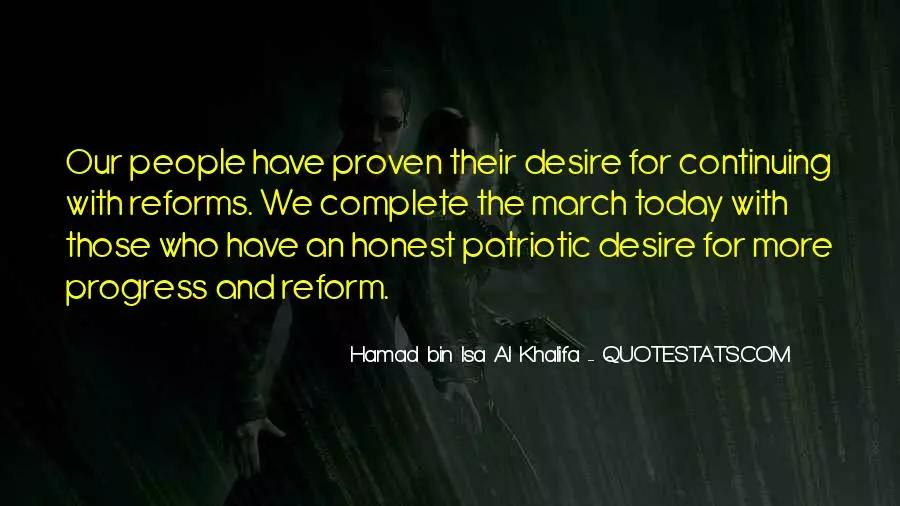 Our people have proven their desire for continuing
with reforms. We complete the march today with
those who have an honest patriotic desire for more
progress and reform.
Hamad bin Isa Al Khalifa - QUOTESTATS.COM